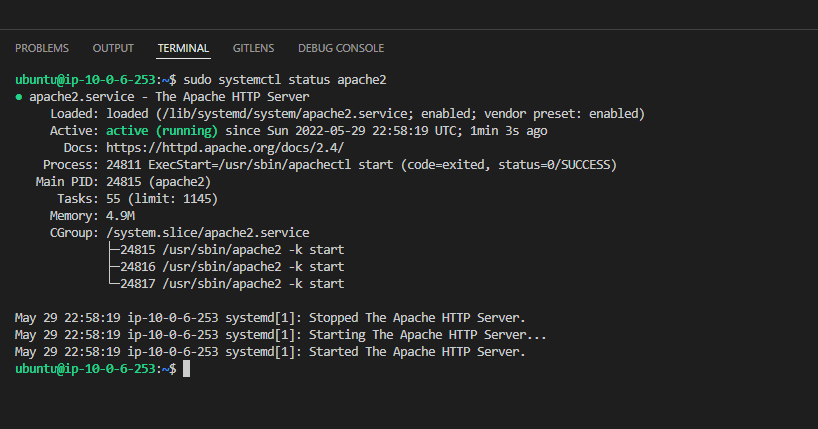 PROBLEMS OUTPUT TERMINAL GITLENS DEBUG CONSOLE
ubuntu@ip-10-0-6-253:~$ sudo systemctl status apache2
● apache2.service - The Apache HTTP Server
Loaded: loaded (/lib/systemd/system/apache2.service; enabled; vendor preset: enabled)
Active: active (running) since Sun 2022-05-29 22:58:19 UTC; 1min 3s ago
Docs: https://httpd.apache.org/docs/2.4/
Process: 24811 ExecStart=/usr/sbin/apachectl start (code=exited, status=0/SUCCESS)
Main PID: 24815 (apache2)
Tasks: 55 (limit: 1145)
Memory: 4.9M
CGroup: /system.slice/apache2.service
├─24815 /usr/sbin/apache2 -k start
├─24816 /usr/sbin/apache2 -k start
└─24817 /usr/sbin/apache2 -k start
May 29 22:58:19 ip-10-0-6-253 systemd[1]: Stopped The Apache HTTP Server.
May 29 22:58:19 ip-10-0-6-253 systemd[1]: Starting The Apache HTTP Server...
May 29 22:58:19 ip-10-0-6-253 systemd[1]: Started The Apache HTTP Server.
ubuntu@ip-10-0-6-253:~$